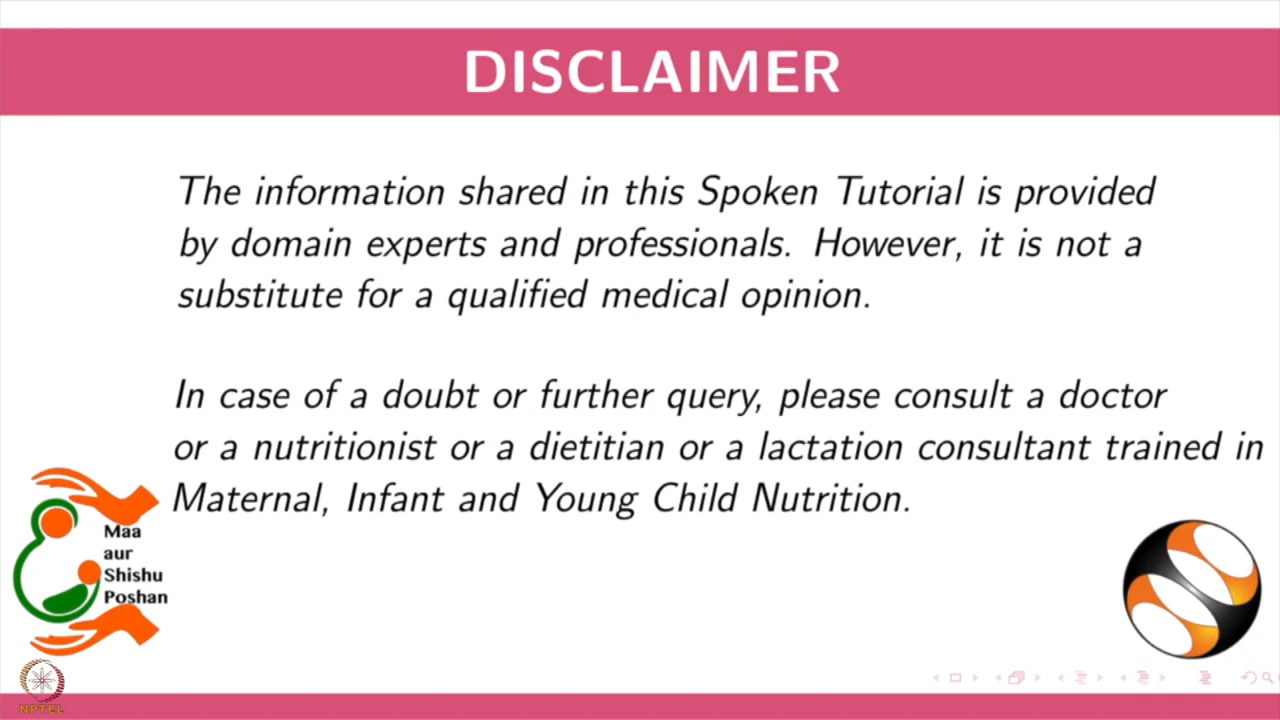 DISCLAIMER
The information shared in this Spoken Tutorial is provided
by domain experts and professionals. However, it is not a
substitute for a qualified medical opinion.
In case of a doubt or further query, please consult a doctor
or a nutritionist or a dietitian or a lactation consultant trained in
Maternal, Infant and Young Child Nutrition.
Maa
aur
Shishu
Poshan
NPTEL